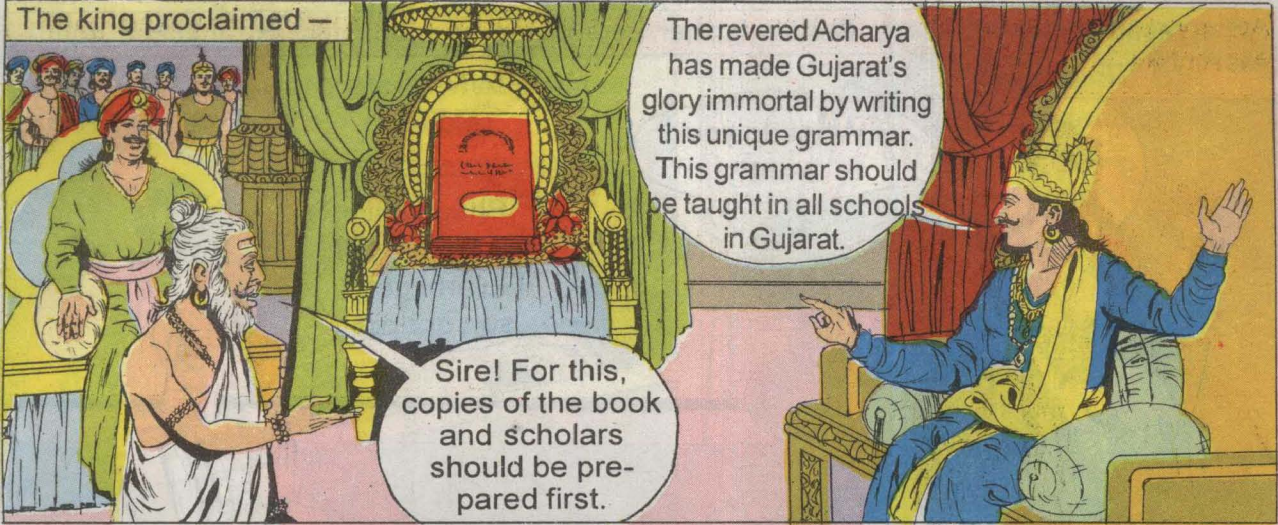 The king proclaimed —
The revered Acharya
has made Gujarat's
glory immortal by writing
this unique grammar.
This grammar should
be taught in all schools
in Gujarat.
Sire! For this,
copies of the book
and scholars
should be pre-
pared first.